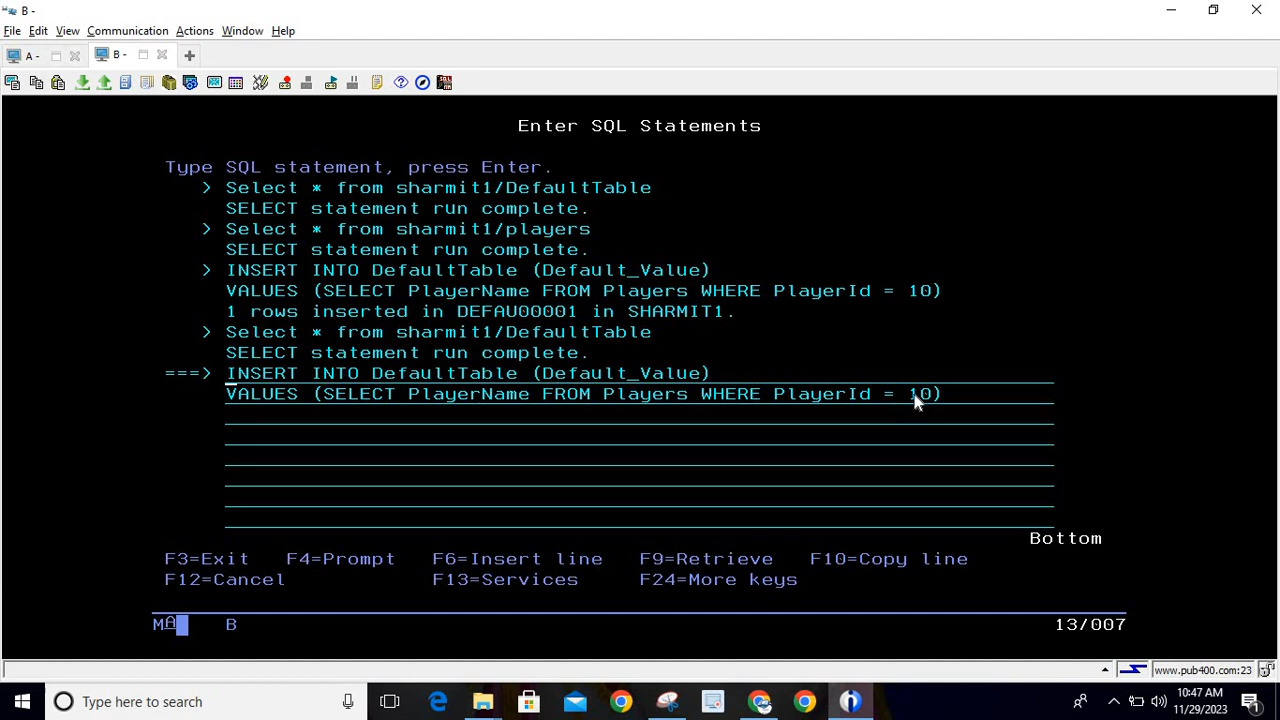 B -
File Edit View Communication Actions Window Help
A - B -
Enter SQL Statements
Type SQL statement, press Enter.
> Select * from sharmit1/DefaultTable
SELECT statement run complete.
> Select * from sharmit1/players
SELECT statement run complete.
> INSERT INTO DefaultTable (Default_Value)
VALUES (SELECT PlayerName FROM Players WHERE PlayerId = 10)
1 rows inserted in DEFAU00001 in SHARMIT1.
> Select * from sharmit1/DefaultTable
SELECT statement run complete.
===> INSERT INTO DefaultTable (Default_Value)
VALUES (SELECT PlayerName FROM Players WHERE PlayerId = 10)
Bottom
F3=Exit F4=Prompt F6=Insert line F9=Retrieve F10=Copy line
F12=Cancel F13=Services F24=More keys
MA B 13/007
www.pub400.com:23
Type here to search
10:47 AM
11/29/2023